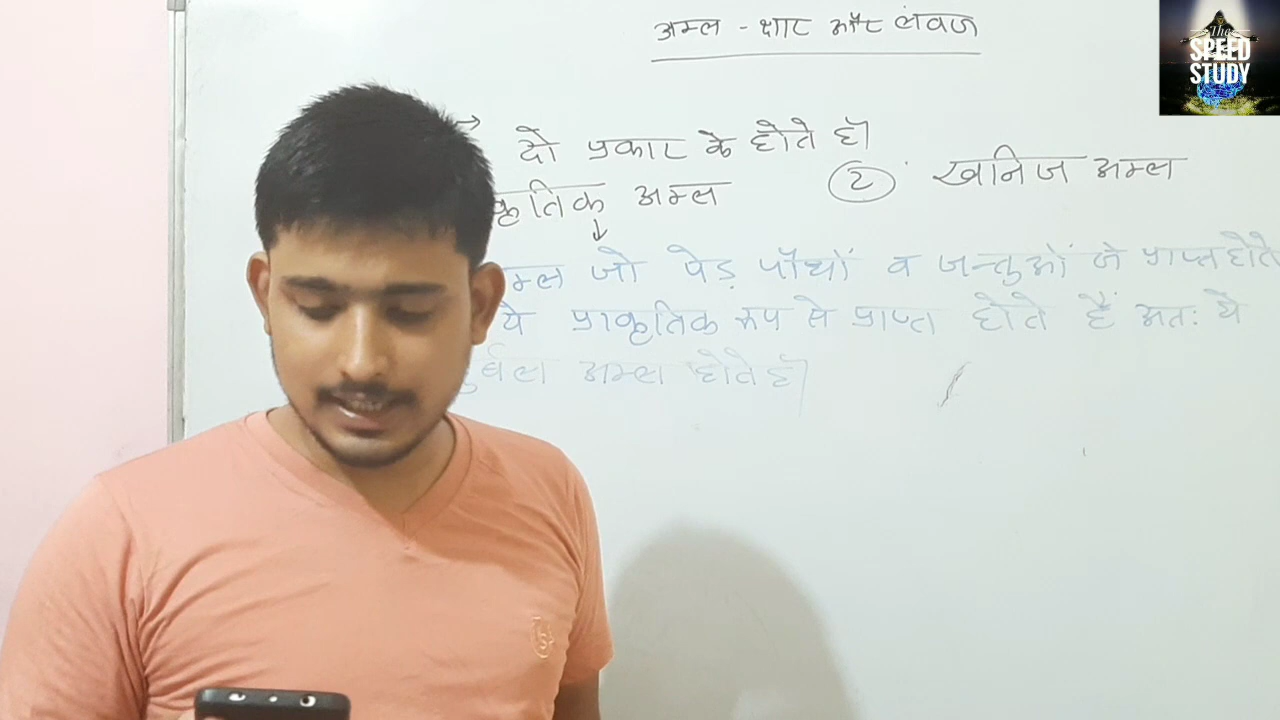 अम्ल - क्षार और लवण
The
SPEED
STUDY
→ दो प्रकार के होते हैं
② खनिज अम्ल
कृतिक अम्ल
↓
म्ल जो पेड़ पौधों व जन्तुओं से प्राप्त होते
ये प्राकृतिक रूप से प्राप्त होते हैं अतः ये
दुर्बल अम्ल होते हैं